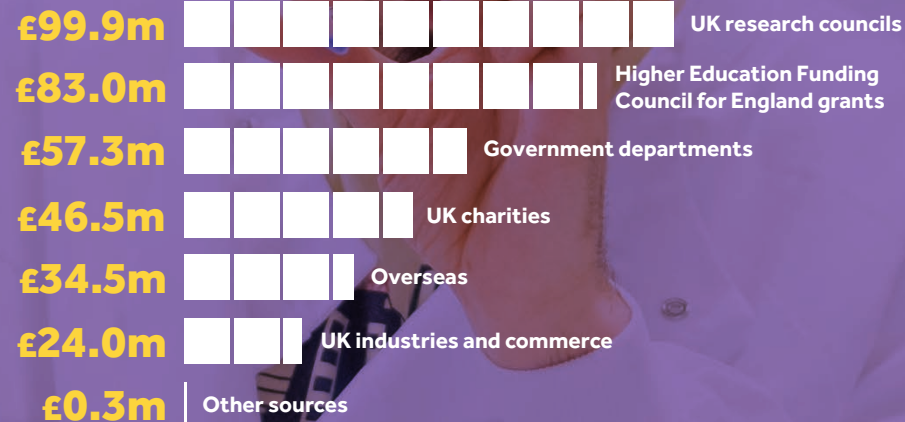 £99.9m UK research councils
£83.0m Higher Education Funding
Council for England grants
£57.3m Government departments
£46.5m UK charities
£34.5m Overseas
£24.0m UK industries and commerce
£0.3m Other sources